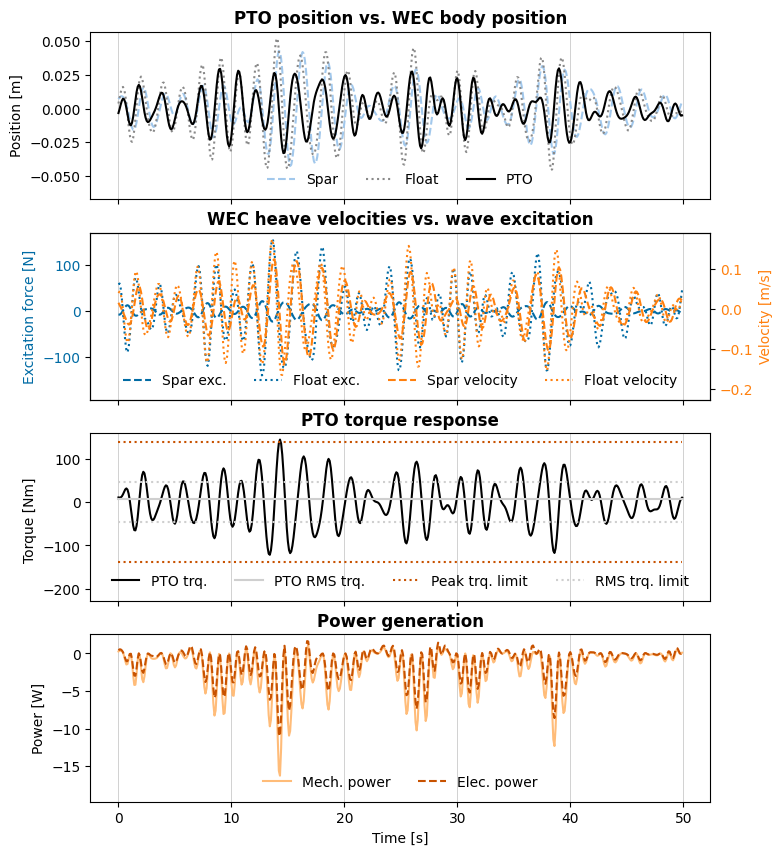 PTO position vs. WEC body position
Position [m]
0.050
0.025
0.000
−0.025
−0.050
Spar Float PTO
WEC heave velocities vs. wave excitation
Excitation force [N]
100
0
−100
0.1
0.0
−0.1
−0.2
Velocity [m/s]
Spar exc. Float exc. Spar velocity Float velocity
PTO torque response
Torque [Nm]
100
0
−100
−200
PTO trq. PTO RMS trq. Peak trq. limit RMS trq. limit
Power generation
Power [W]
0
−5
−10
−15
Mech. power Elec. power
0 10 20 30 40 50
Time [s]